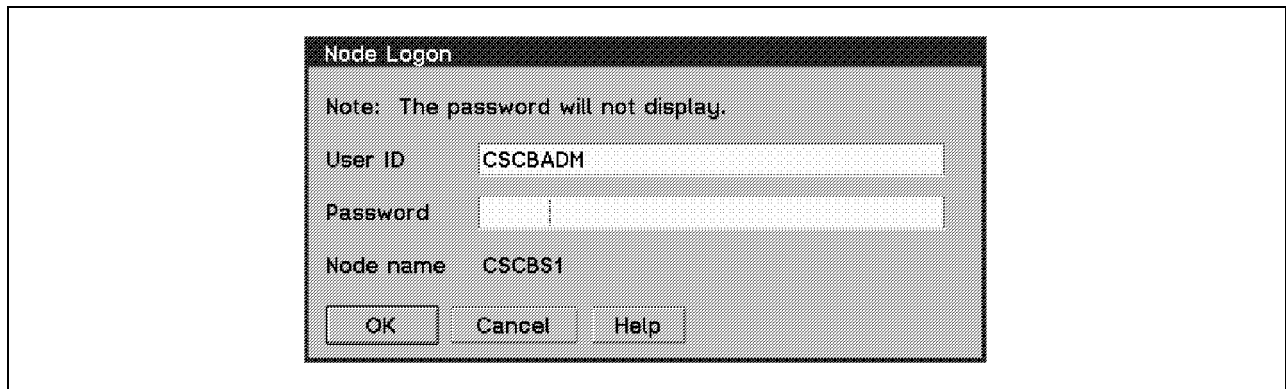 Node Logon
Note: The password will not display.
User ID CSCBADM
Password
Node name CSCBS1
OK Cancel Help